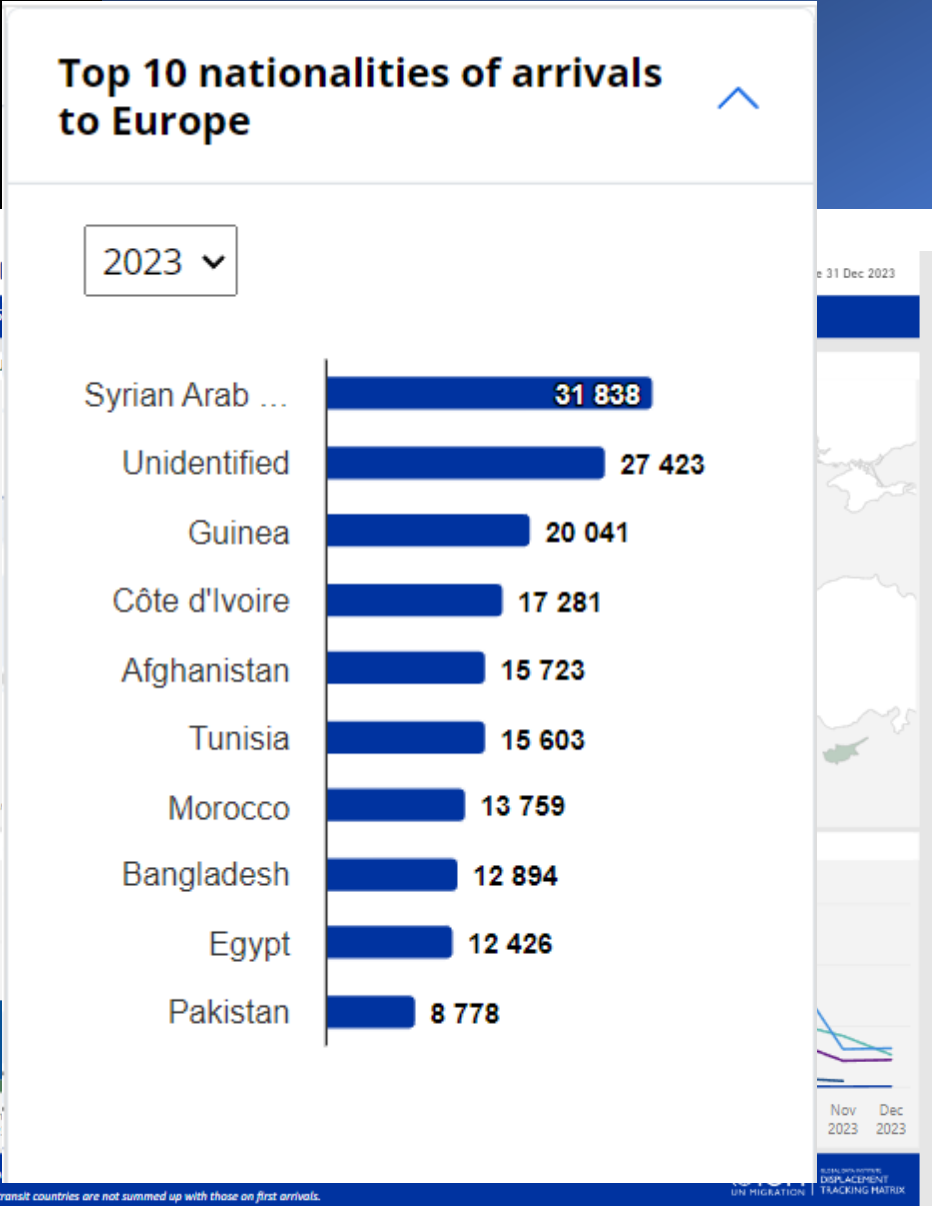 Top 10 nationalities of arrivals
to Europe
2023
e 31 Dec 2023
Syrian Arab ...
31 838
Unidentified
27 423
Guinea
20 041
Côte d'Ivoire
17 281
Afghanistan
15 723
Tunisia
15 603
Morocco
13 759
Bangladesh
12 894
Egypt
12 426
Pakistan
8 778
Nov
2023
Dec
2023
GLOBAL DATA INSTITUTE
DISPLACEMENT
TRACKING MATRIX
UN MIGRATION
ransit countries are not summed up with those on first arrivals.